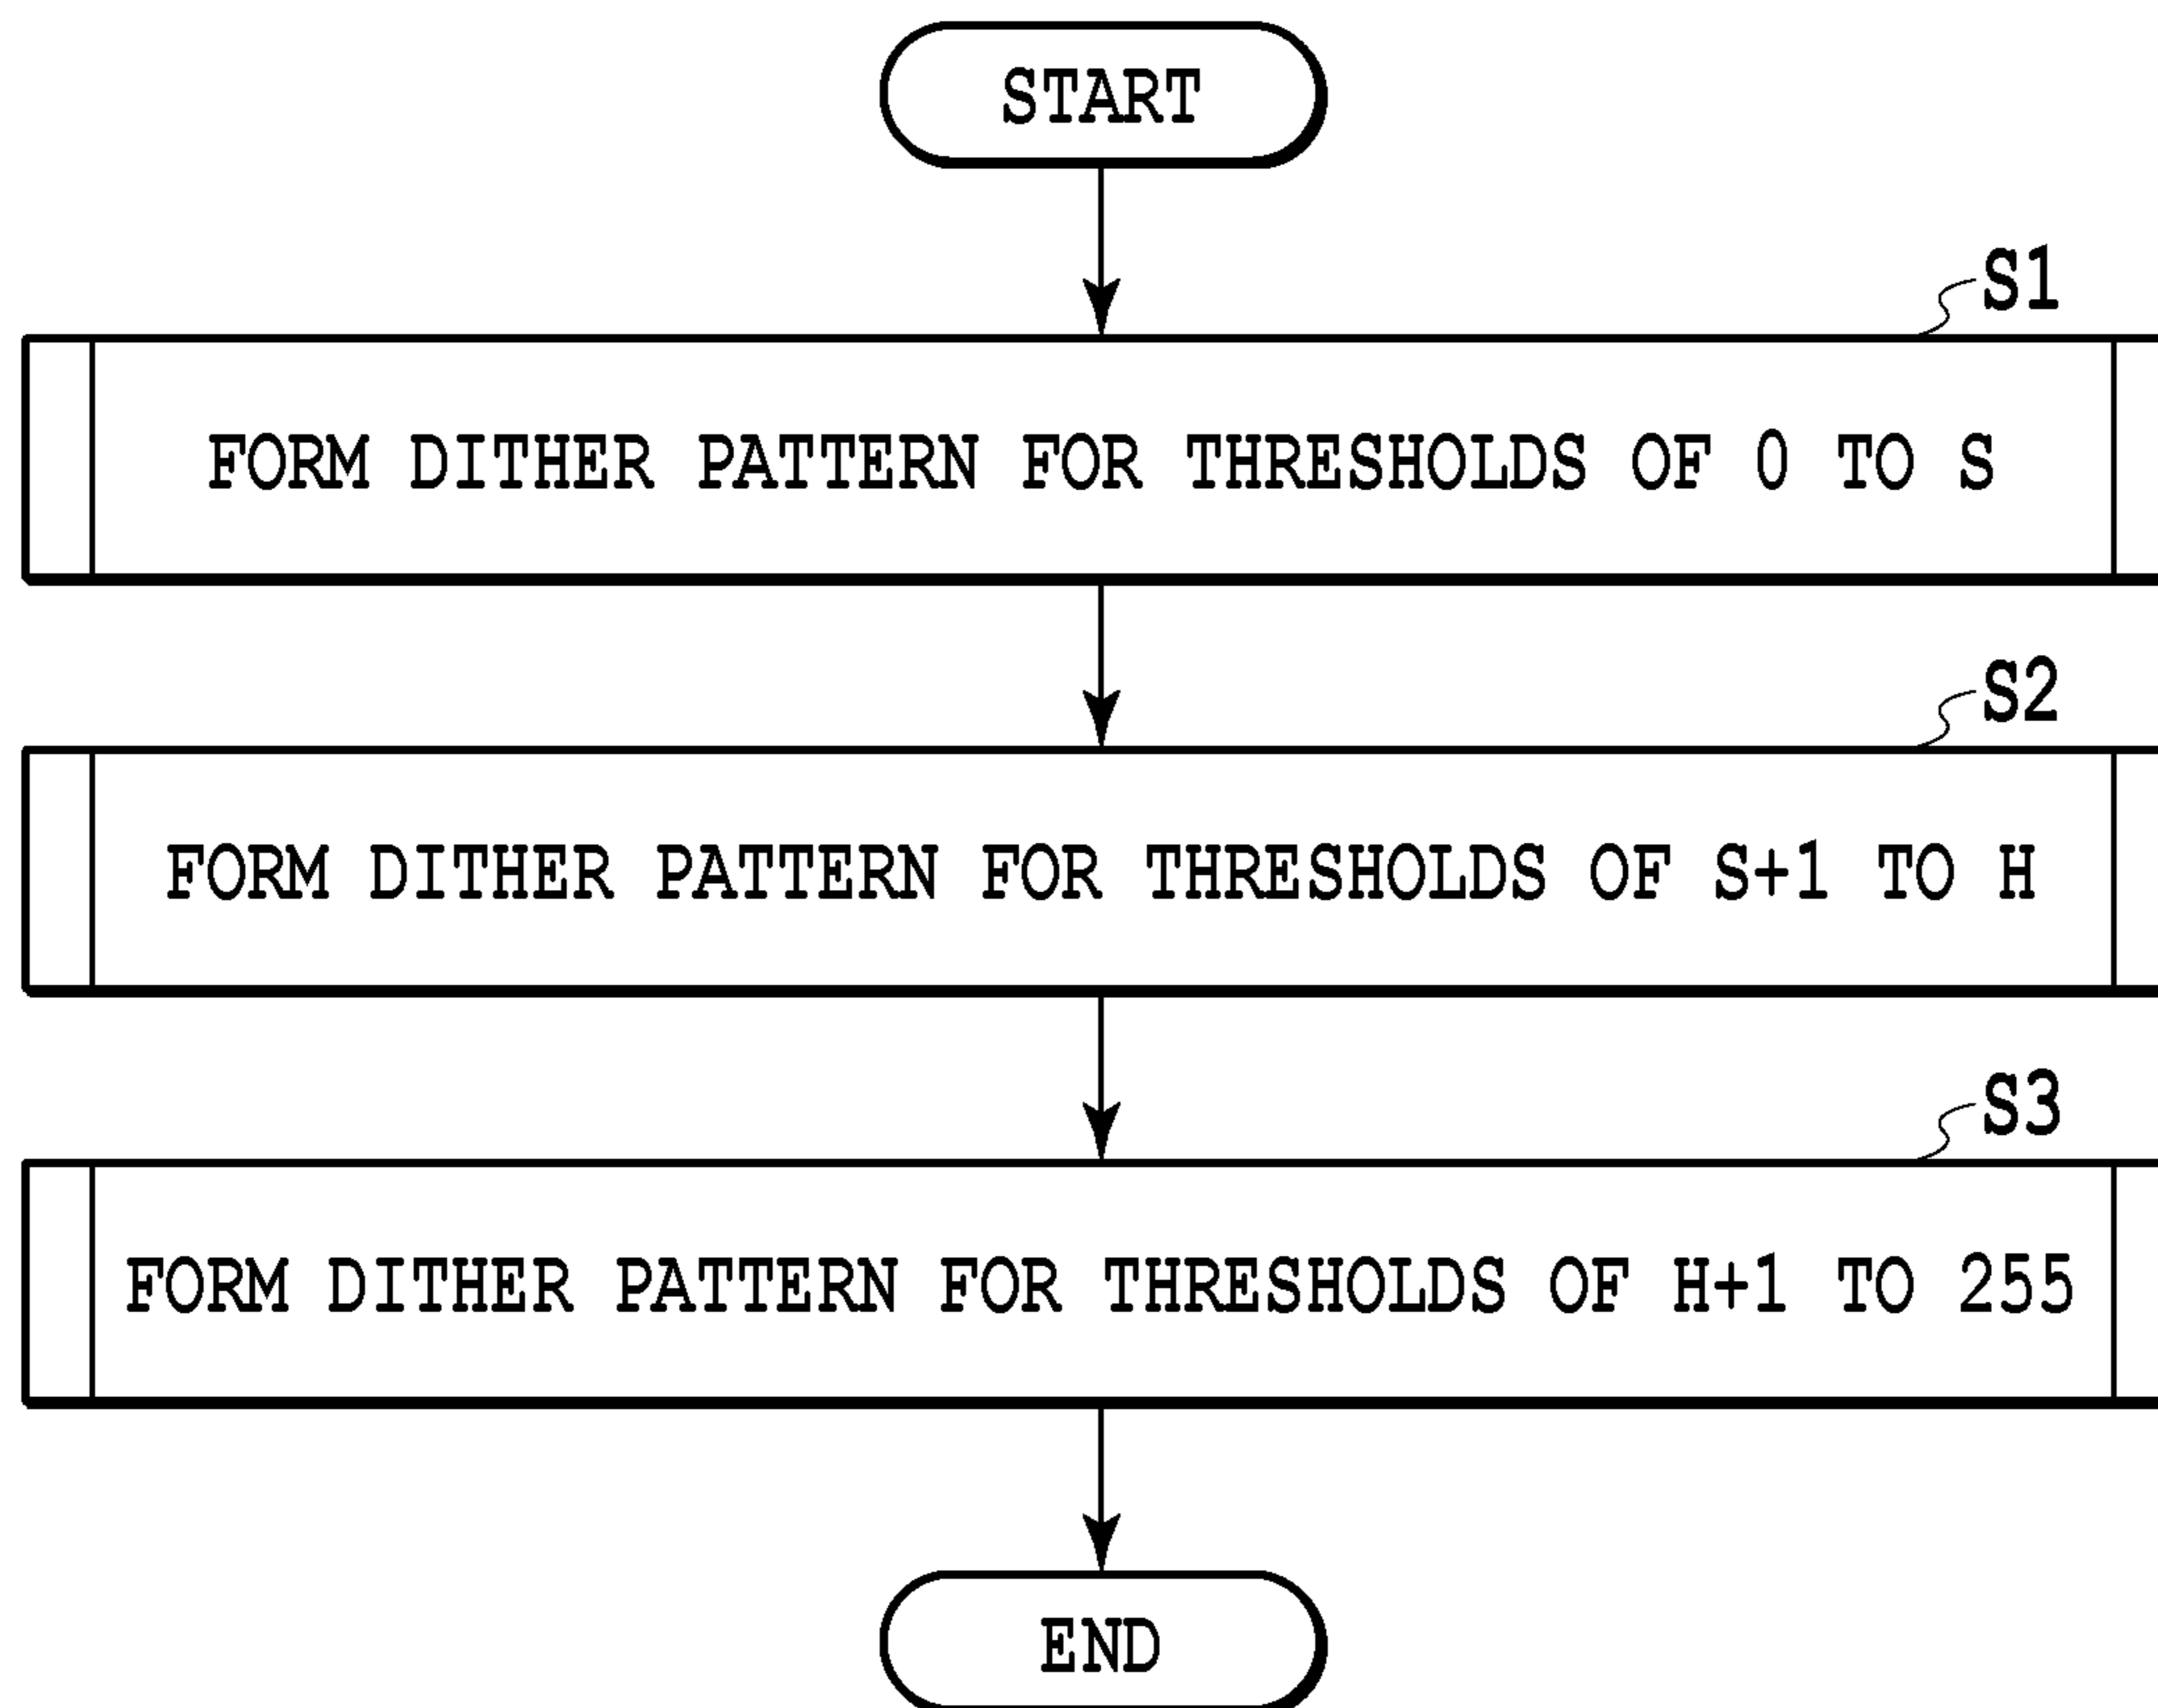 START
S1
FORM DITHER PATTERN FOR THRESHOLDS OF 0 TO S
S2
FORM DITHER PATTERN FOR THRESHOLDS OF S+1 TO H
S3
FORM DITHER PATTERN FOR THRESHOLDS OF H+1 TO 255
END